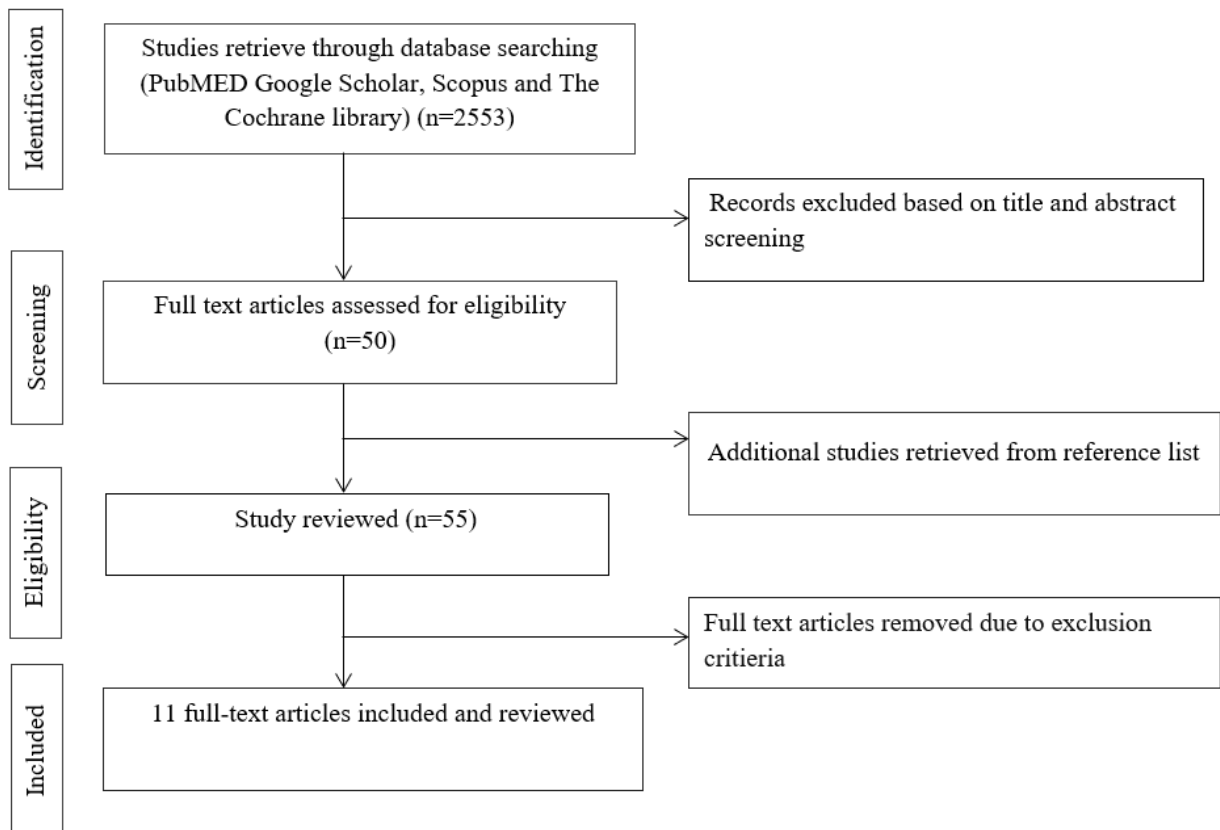 Identification
Studies retrieve through database searching
(PubMED Google Scholar, Scopus and The
Cochrane library) (n=2553)
Records excluded based on title and abstract
screening
Screening
Full text articles assessed for eligibility
(n=50)
Additional studies retrieved from reference list
Eligibility
Study reviewed (n=55)
Full text articles removed due to exclusion
critieria
Included
11 full-text articles included and reviewed